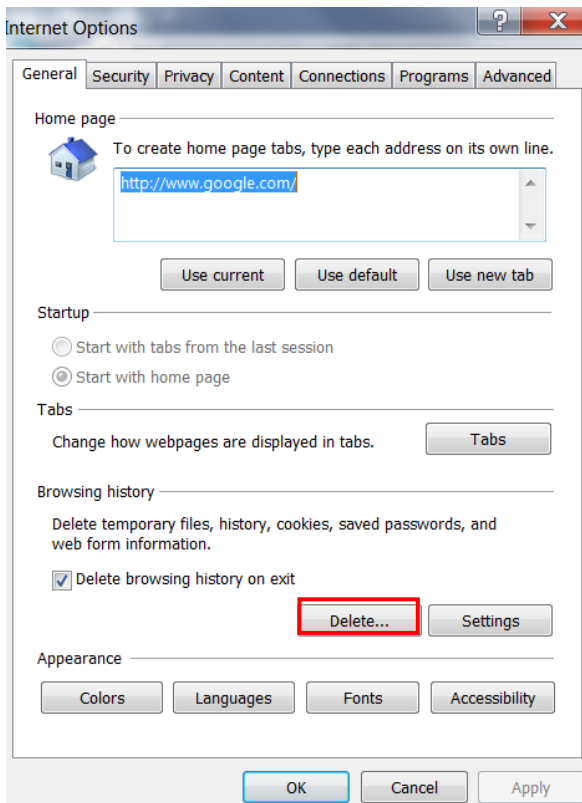 Internet Options
?
X
General Security Privacy Content Connections Programs Advanced
Home page
To create home page tabs, type each address on its own line.
http://www.google.com/
Use current Use default Use new tab
Startup
Start with tabs from the last session
Start with home page
Tabs
Change how webpages are displayed in tabs. Tabs
Browsing history
Delete temporary files, history, cookies, saved passwords, and
web form information.
Delete browsing history on exit
Delete... Settings
Appearance
Colors Languages Fonts Accessibility
OK Cancel Apply